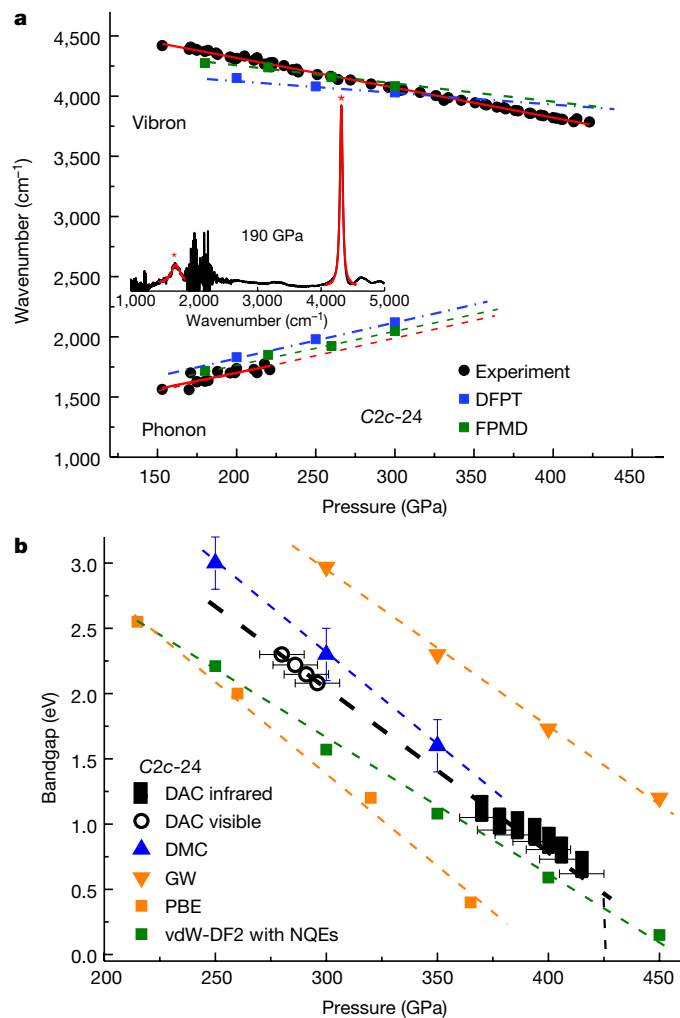 a
4,500
4,000
3,500
3,000
2,500
2,000
1,500
1,000
Wavenumber (cm–1)
Vibron
*
190 GPa
*
1,000 2,000 3,000 4,000 5,000
Wavenumber (cm–1)
Experiment
DFPT
FPMD
C2c-24
Phonon
150 200 250 300 350 400 450
Pressure (GPa)
b
3.0
2.5
2.0
1.5
1.0
0.5
0.0
Bandgap (eV)
C2c-24
DAC infrared
DAC visible
DMC
GW
PBE
vdW-DF2 with NQEs
200 250 300 350 400 450
Pressure (GPa)